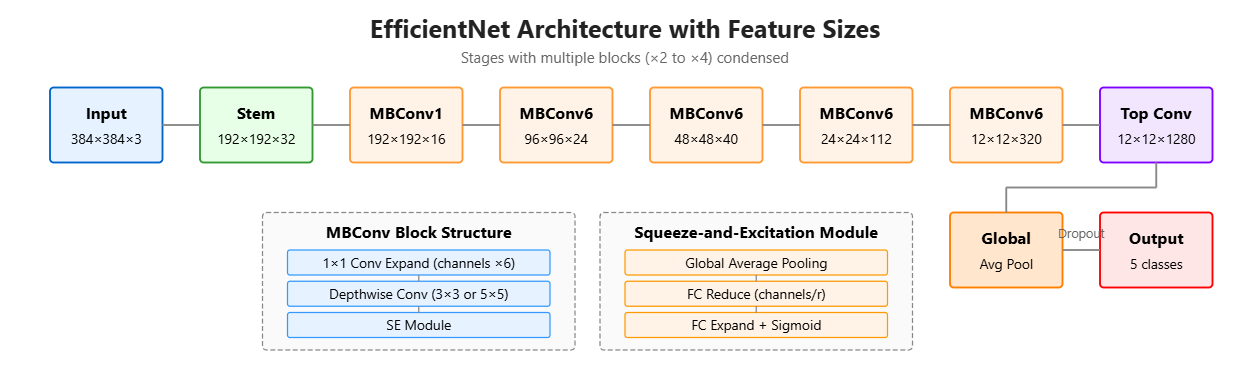 EfficientNet Architecture with Feature Sizes
Stages with multiple blocks (×2 to ×4) condensed
Input
384×384×3
Stem
192×192×32
MBConv1
192×192×16
MBConv6
96×96×24
MBConv6
48×48×40
MBConv6
24×24×112
MBConv6
12×12×320
Top Conv
12×12×1280
Global
Avg Pool
Dropout
Output
5 classes
MBConv Block Structure
1×1 Conv Expand (channels ×6)
Depthwise Conv (3×3 or 5×5)
SE Module
Squeeze-and-Excitation Module
Global Average Pooling
FC Reduce (channels/r)
FC Expand + Sigmoid